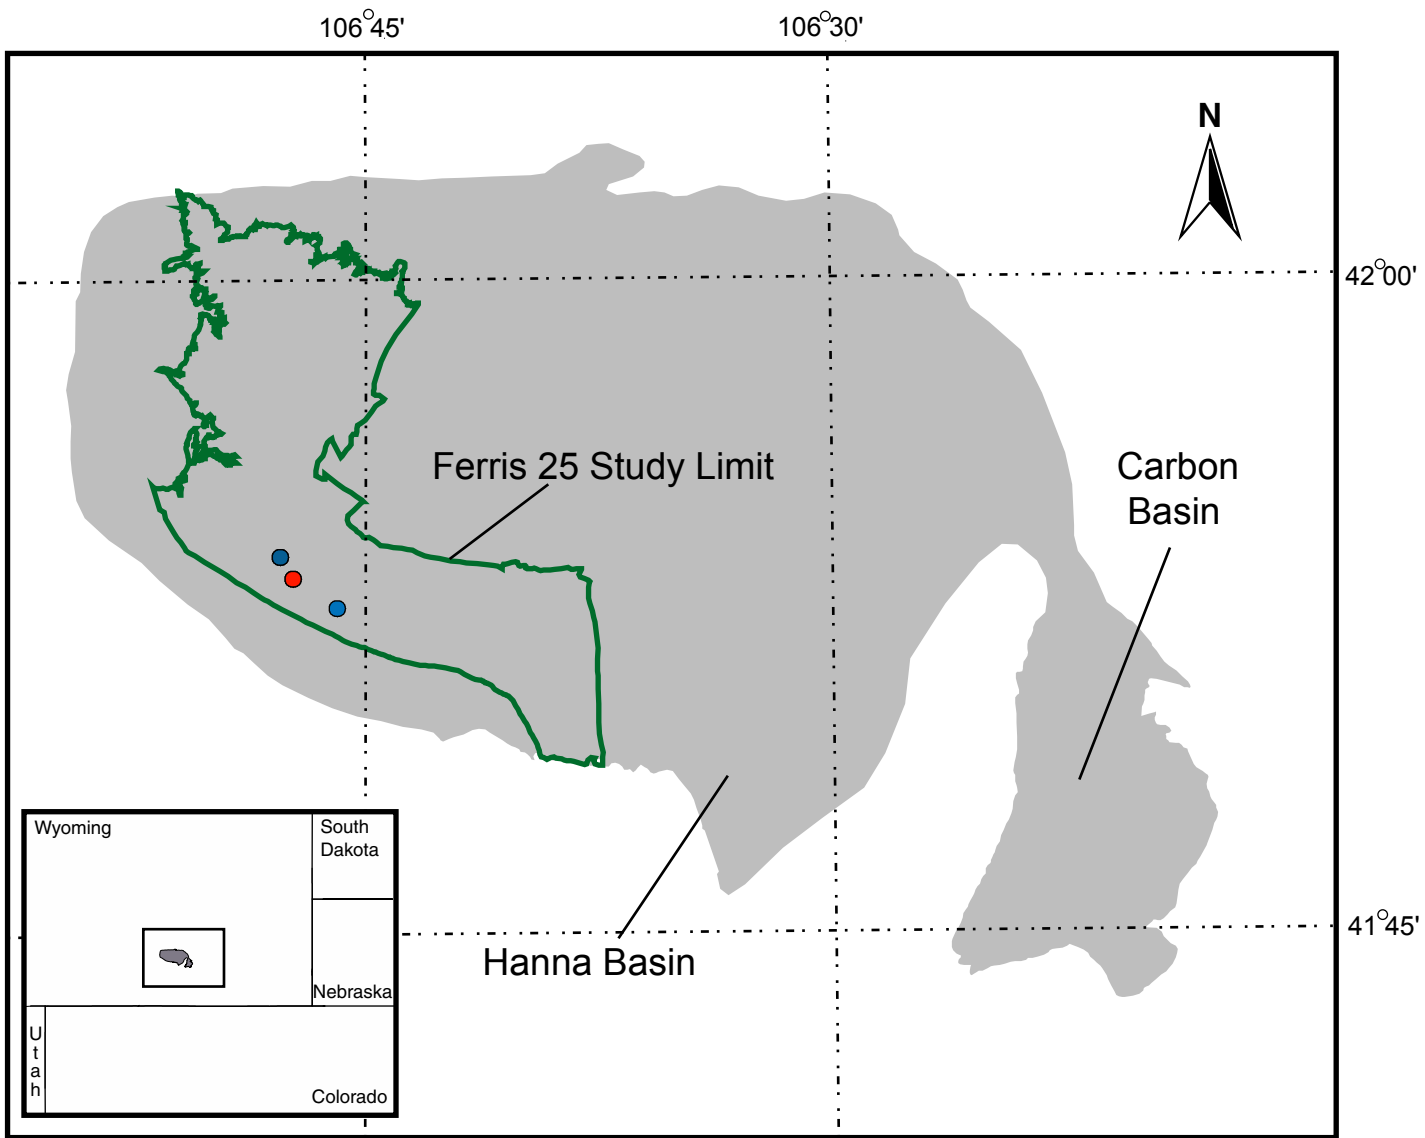 106°45'
106°30'
N
42°00'
Ferris 25 Study Limit
Carbon
Basin
Wyoming
South
Dakota
41°45'
Hanna Basin
Nebraska
U
t
a
h
Colorado